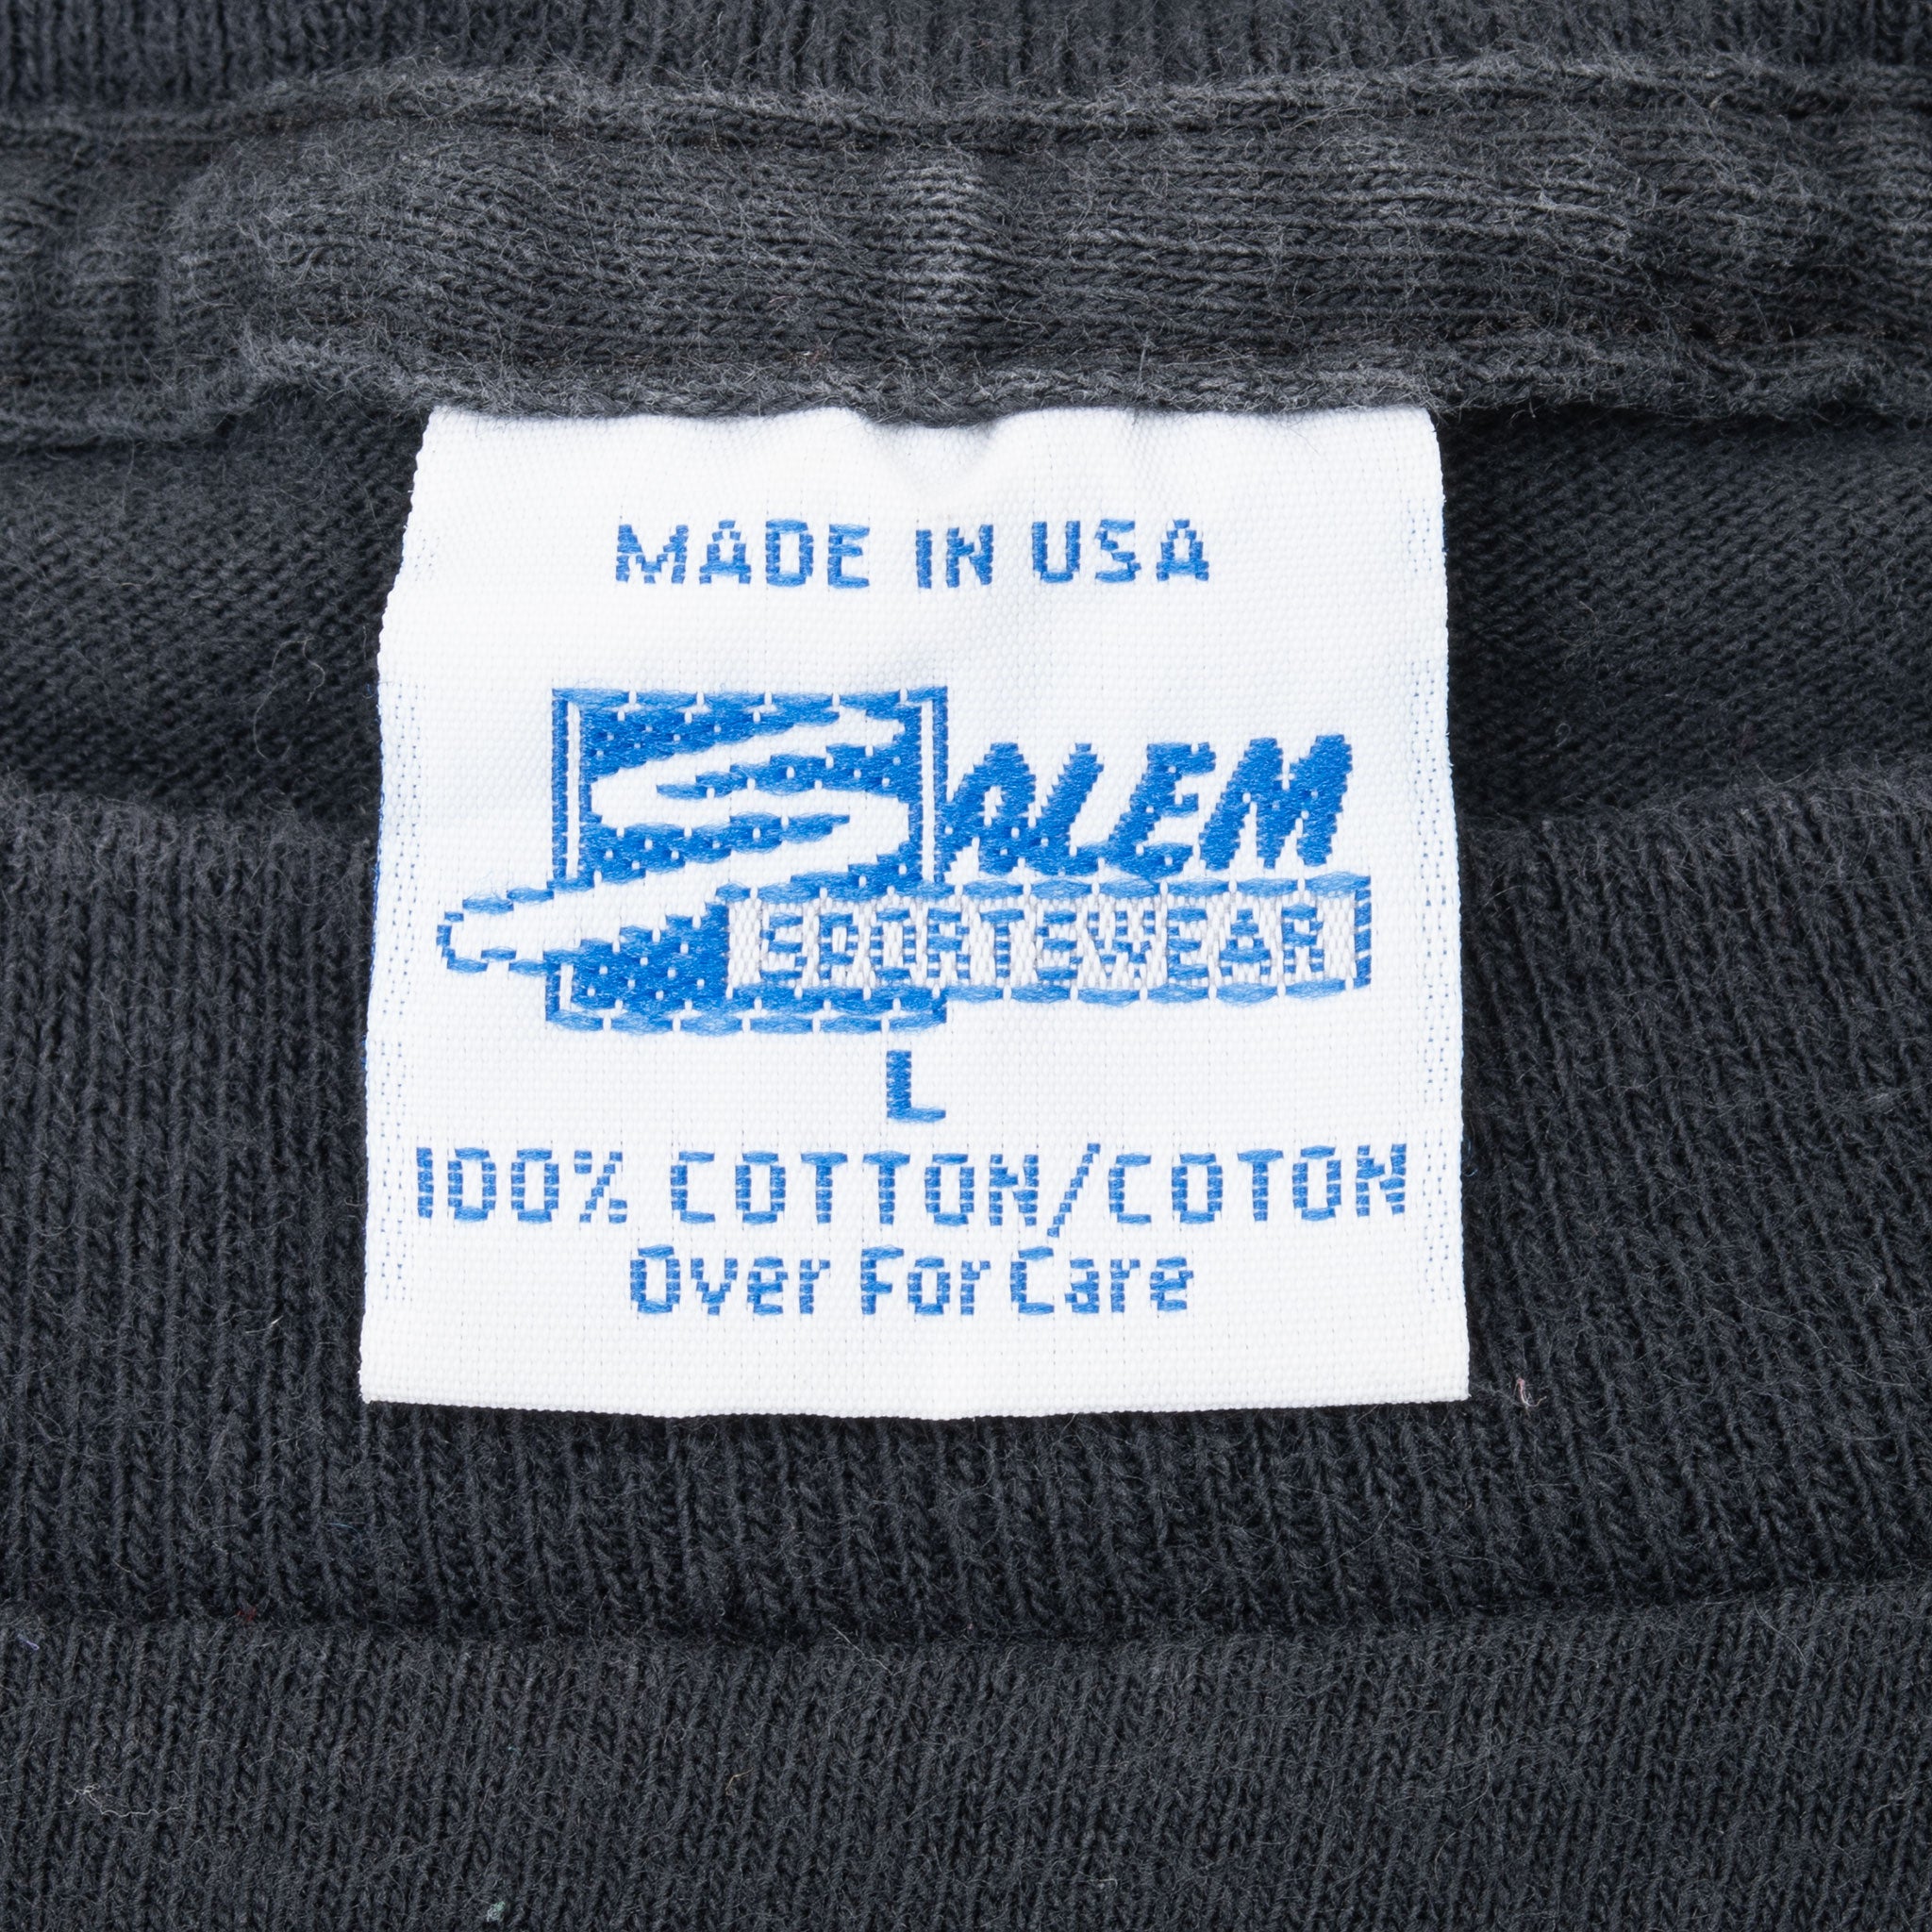 MADE IN USA
SALEM
SPORTSWEAR
L
100% COTTON/COTON
Over For Care